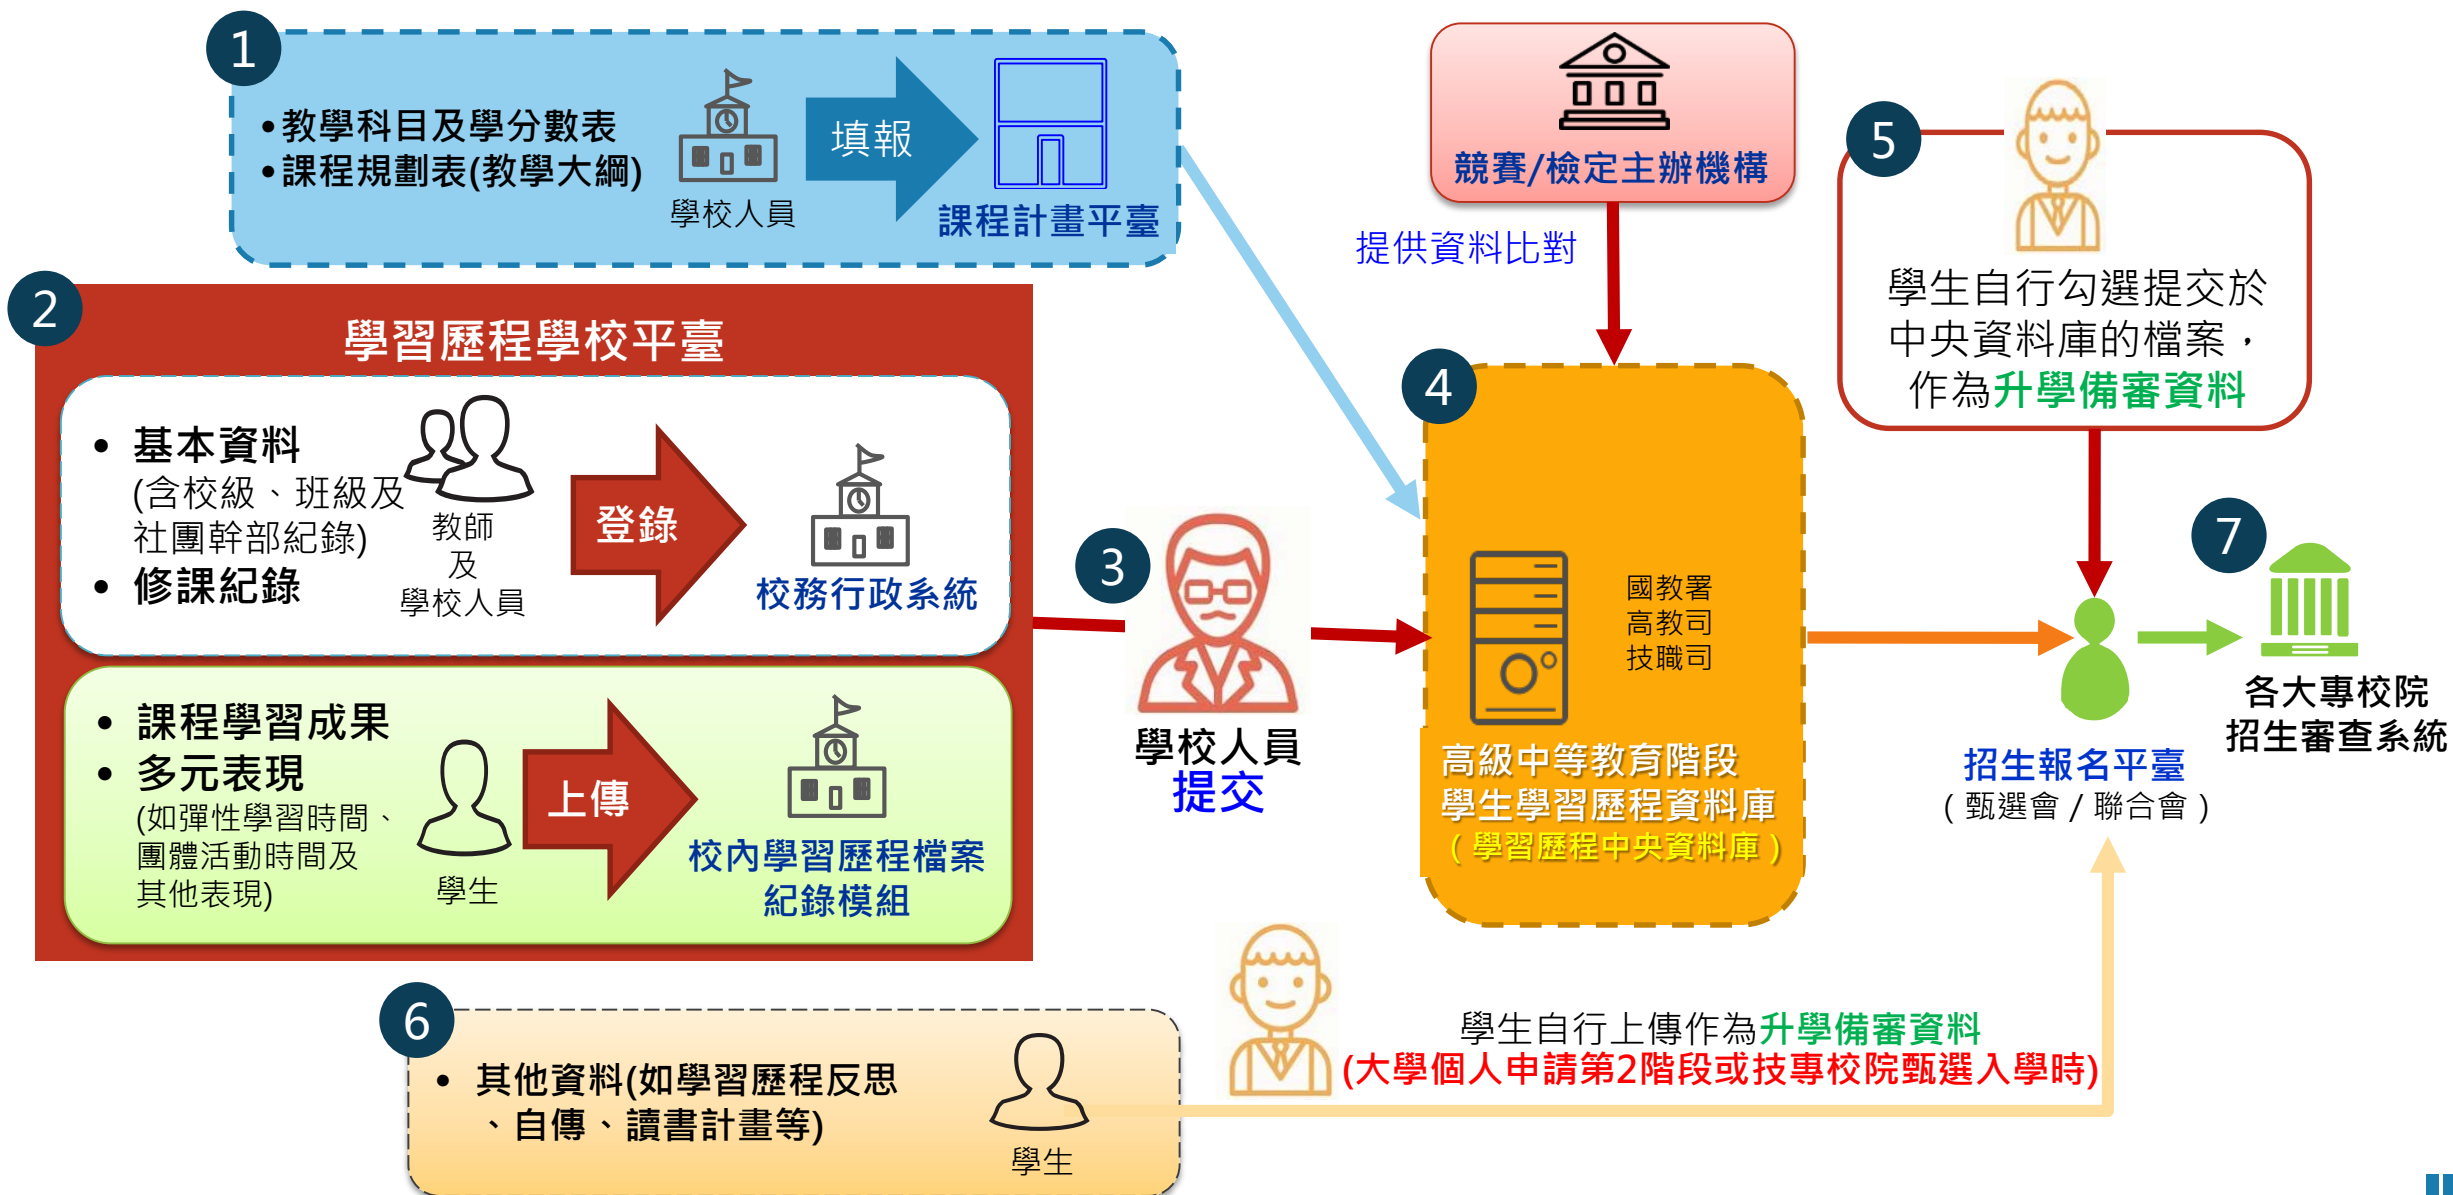 1
•教學科目及學分數表
•課程規劃表(教學大綱)
學校人員
填報
課程計畫平臺
2
學習歷程學校平臺
• 基本資料
(含校級、班級及
社團幹部紀錄)
• 修課紀錄
教師
及
學校人員
登錄
校務行政系統
• 課程學習成果
• 多元表現
(如彈性學習時間、
團體活動時間及
其他表現)
學生
上傳
校內學習歷程檔案
紀錄模組
3
學校人員
提交
競賽/檢定主辦機構
提供資料比對
4
國教署
高教司
技職司
高級中等教育階段
學生學習歷程資料庫
(學習歷程中央資料庫)
5
學生自行勾選提交於
中央資料庫的檔案，
作為升學備審資料
招生報名平臺
(甄選會/聯合會)
7
各大專校院
招生審查系統
6
• 其他資料(如學習歷程反思
、自傳、讀書計畫等)
學生
學生自行上傳作為升學備審資料
(大學個人申請第2階段或技專校院甄選入學時)